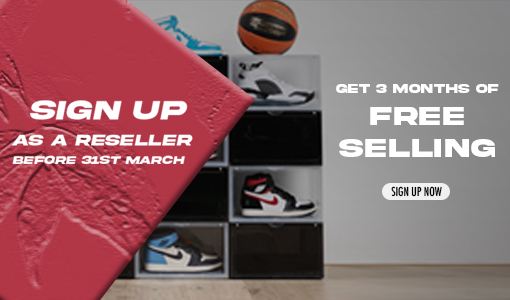 SIGN UP
AS A RESELLER
BEFORE 31ST MARCH
GET 3 MONTHS OF
FREE
SELLING
SIGN UP NOW